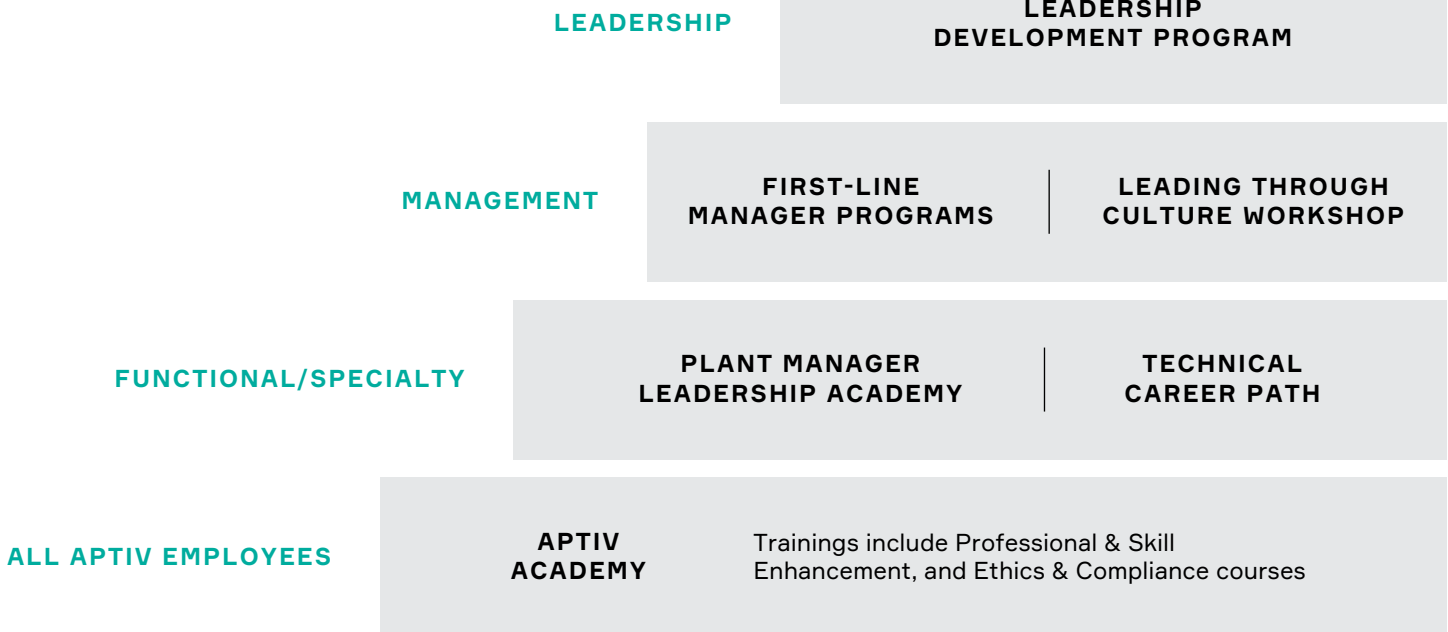 LEADERSHIP
LEADERSHIP
DEVELOPMENT PROGRAM
MANAGEMENT
FIRST-LINE
MANAGER PROGRAMS
LEADING THROUGH
CULTURE WORKSHOP
FUNCTIONAL/SPECIALTY
PLANT MANAGER
LEADERSHIP ACADEMY
TECHNICAL
CAREER PATH
ALL APTIV EMPLOYEES
APTIV
ACADEMY
Trainings include Professional & Skill
Enhancement, and Ethics & Compliance courses